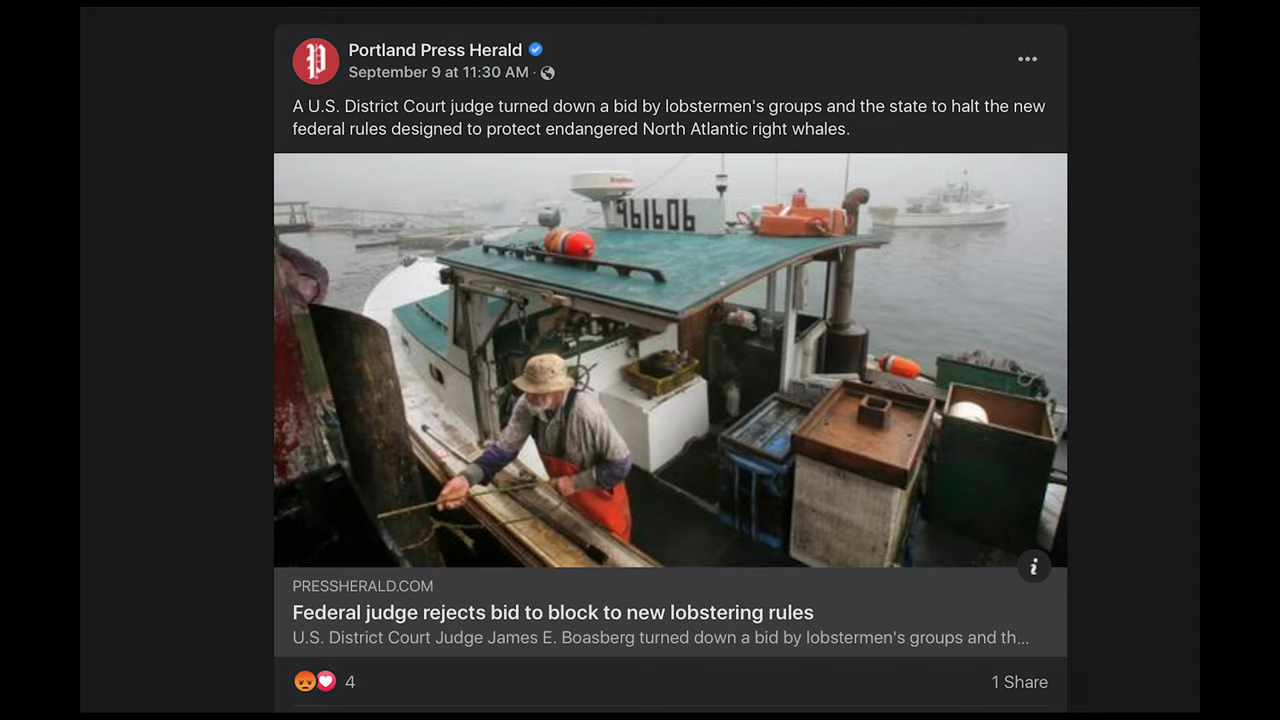 Portland Press Herald
September 9 at 11:30 AM ·
A U.S. District Court judge turned down a bid by lobstermen's groups and the state to halt the new
federal rules designed to protect endangered North Atlantic right whales.
961606
PRESSHERALD.COM
Federal judge rejects bid to block to new lobstering rules
U.S. District Court Judge James E. Boasberg turned down a bid by lobstermen's groups and th...
4
1 Share